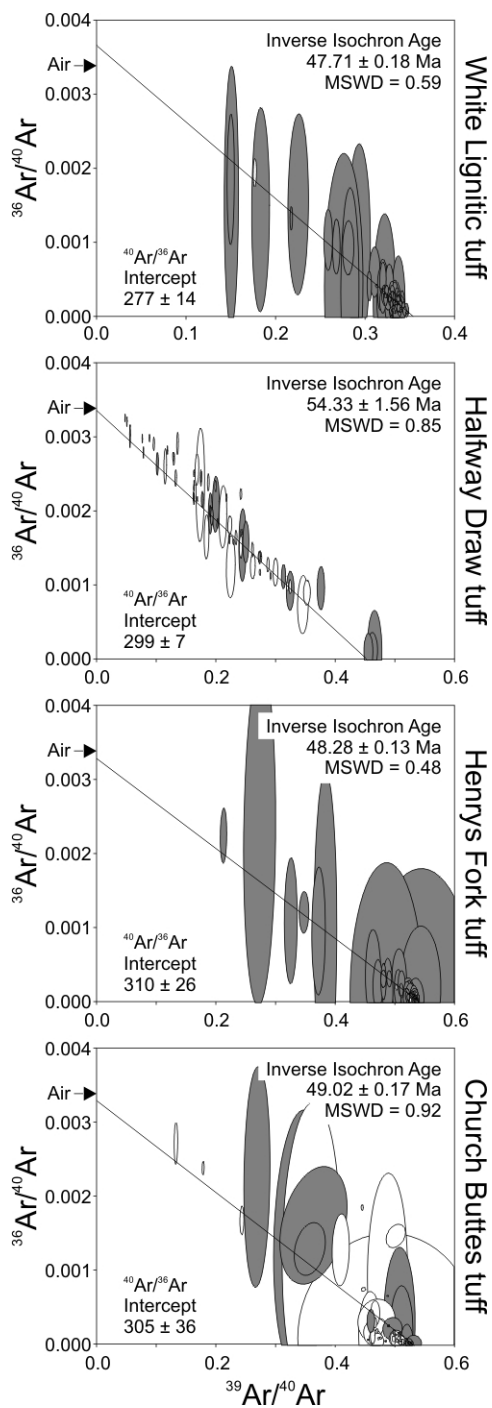 0.004
Inverse Isochron Age
47.71 ± 0.18 Ma
MSWD = 0.59
Air
0.003
0.002
0.001
0.000
³⁶Ar/⁴⁰Ar
⁴⁰Ar/³⁶Ar
Intercept
277 ± 14
0.0 0.1 0.2 0.3 0.4
White Lignitic tuff
0.004
Inverse Isochron Age
54.33 ± 1.56 Ma
MSWD = 0.85
Air
0.003
0.002
0.001
0.000
³⁶Ar/⁴⁰Ar
⁴⁰Ar/³⁶Ar
Intercept
299 ± 7
0.0 0.2 0.4 0.6
Halfway Draw tuff
0.004
Inverse Isochron Age
48.28 ± 0.13 Ma
MSWD = 0.48
Air
0.003
0.002
0.001
0.000
³⁶Ar/⁴⁰Ar
⁴⁰Ar/³⁶Ar
Intercept
310 ± 26
0.0 0.2 0.4 0.6
Henrys Fork tuff
0.004
Inverse Isochron Age
49.02 ± 0.17 Ma
MSWD = 0.92
Air
0.003
0.002
0.001
0.000
³⁶Ar/⁴⁰Ar
⁴⁰Ar/³⁶Ar
Intercept
305 ± 36
0.0 0.2 0.4 0.6
Church Buttes tuff
³⁹Ar/⁴⁰Ar